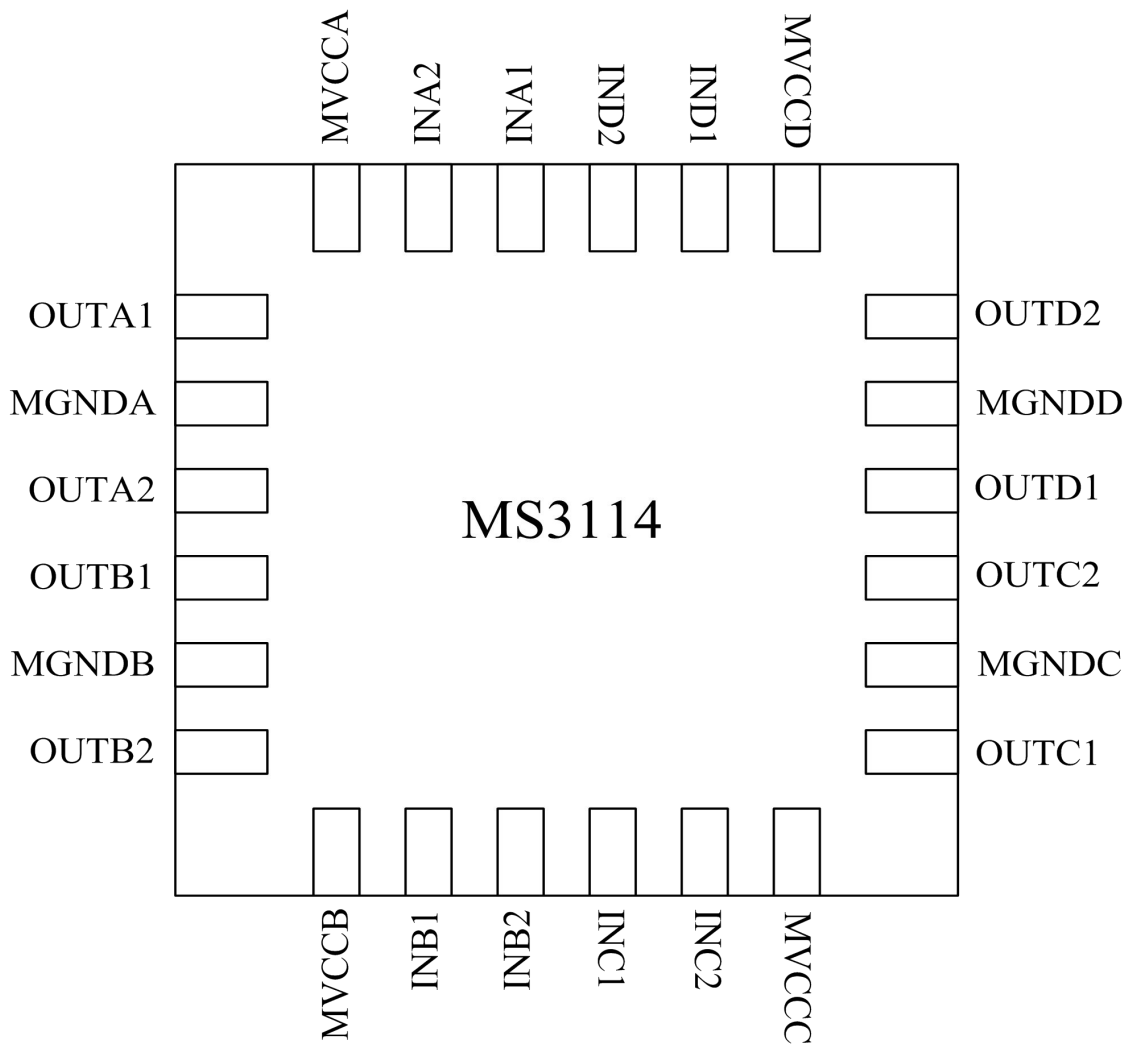 MVCCA
INA2
INA1
IND2
IND1
MVCCD
OUTA1
OUTD2
MGNDA
MGNDD
OUTA2
OUTD1
MS3114
OUTB1
OUTC2
MGNDB
MGNDC
OUTB2
OUTC1
MVCCB
INB1
INB2
INC1
INC2
MVCCC